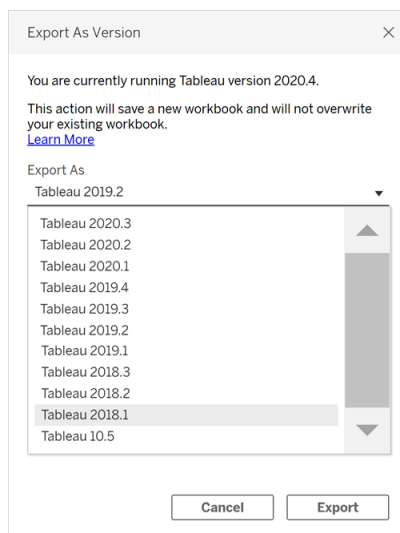 Export As Version
You are currently running Tableau version 2020.4.
This action will save a new workbook and will not overwrite
your existing workbook.
Learn More
Export As
Tableau 2019.2
Tableau 2020.3
Tableau 2020.2
Tableau 2020.1
Tableau 2019.4
Tableau 2019.3
Tableau 2019.2
Tableau 2019.1
Tableau 2018.3
Tableau 2018.2
Tableau 2018.1
Tableau 10.5
Cancel
Export